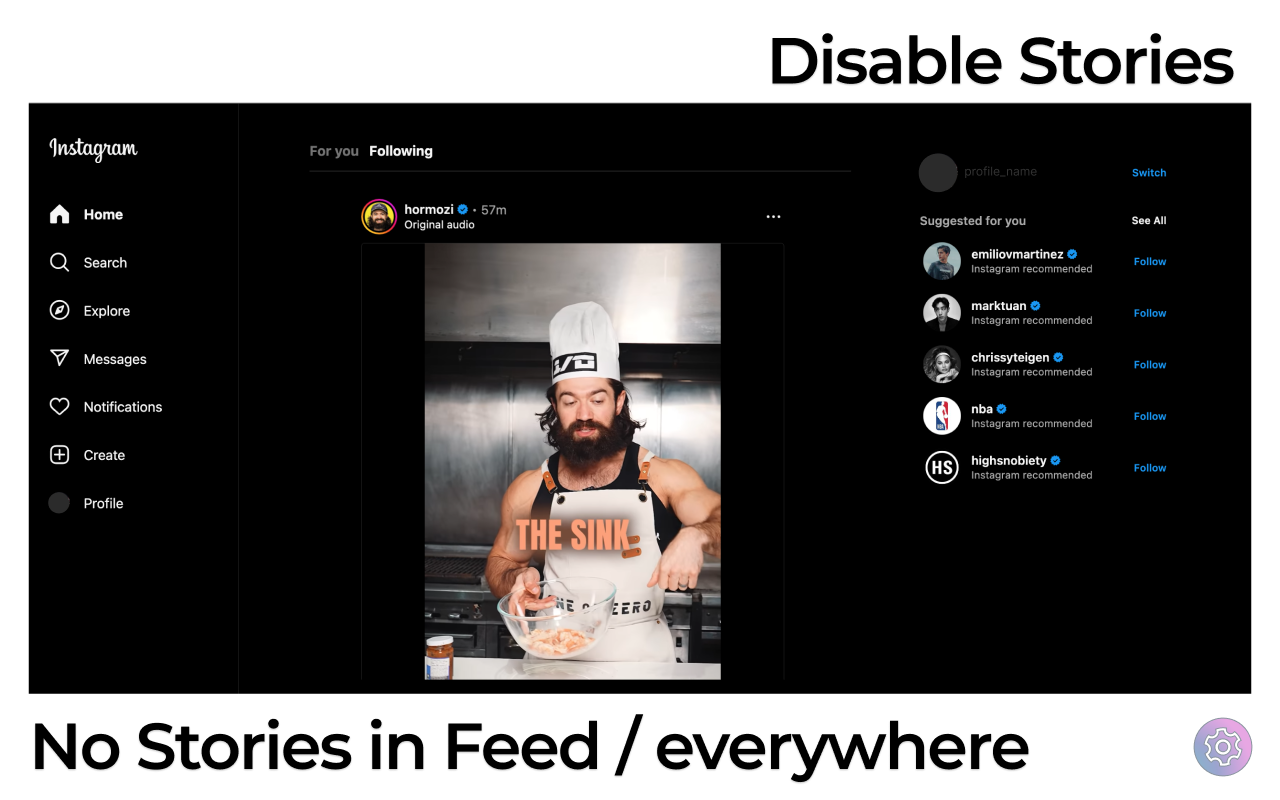 Disable Stories
Instagram
Home
Search
Explore
Messages
Notifications
Create
Profile
For you Following
hormozi • 57m
Original audio
THE SINK
profile_name Switch
Suggested for you See All
emiliovmartinez Follow
Instagram recommended
marktuan Follow
Instagram recommended
chrissyteigen Follow
Instagram recommended
nba Follow
Instagram recommended
HS highsnobiety Follow
Instagram recommended
No Stories in Feed / everywhere